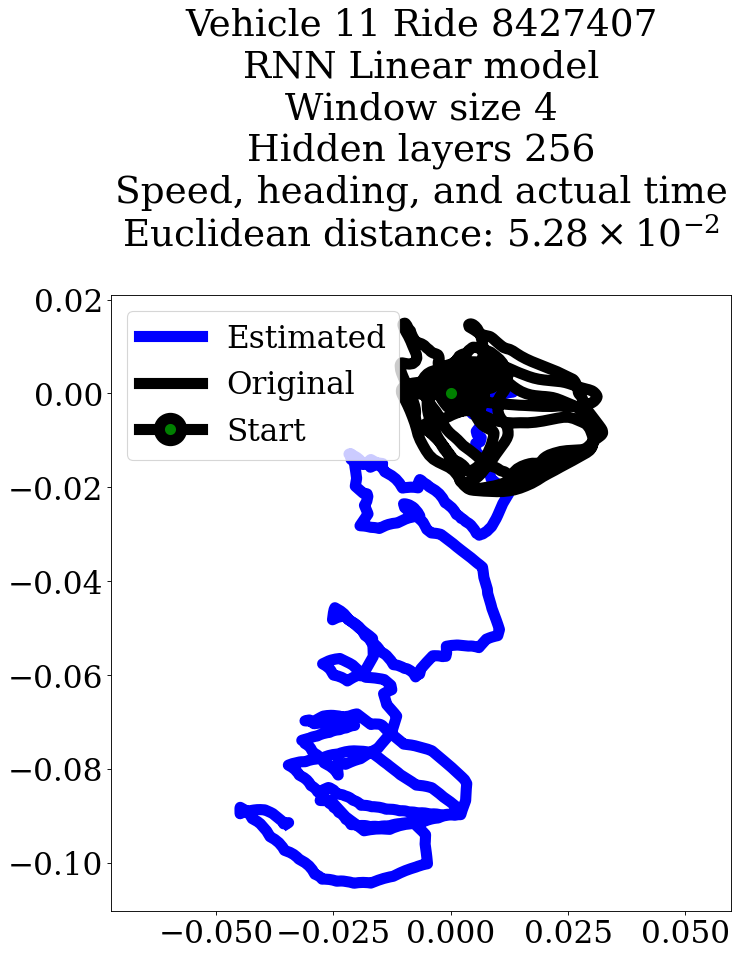 Vehicle 11 Ride 8427407
RNN Linear model
Window size 4
Hidden layers 256
Speed, heading, and actual time
Euclidean distance: 5.28 × 10⁻²
Estimated
Original
Start
0.02
0.00
−0.02
−0.04
−0.06
−0.08
−0.10
−0.050 −0.025 0.000 0.025 0.050